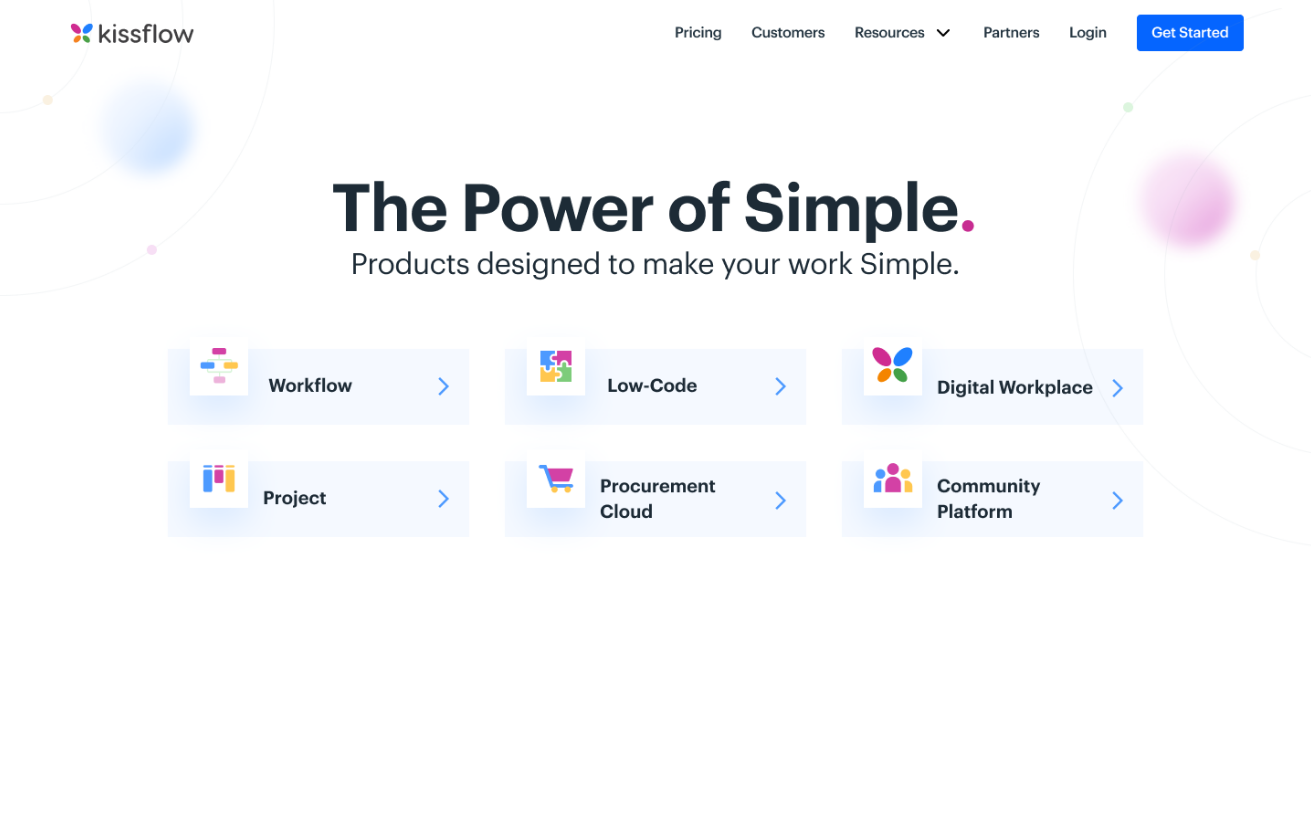 kissflow
Pricing
Customers
Resources
Partners
Login
Get Started
The Power of Simple.
Products designed to make your work Simple.
Workflow
Low-Code
Digital Workplace
Project
Procurement
Cloud
Community
Platform